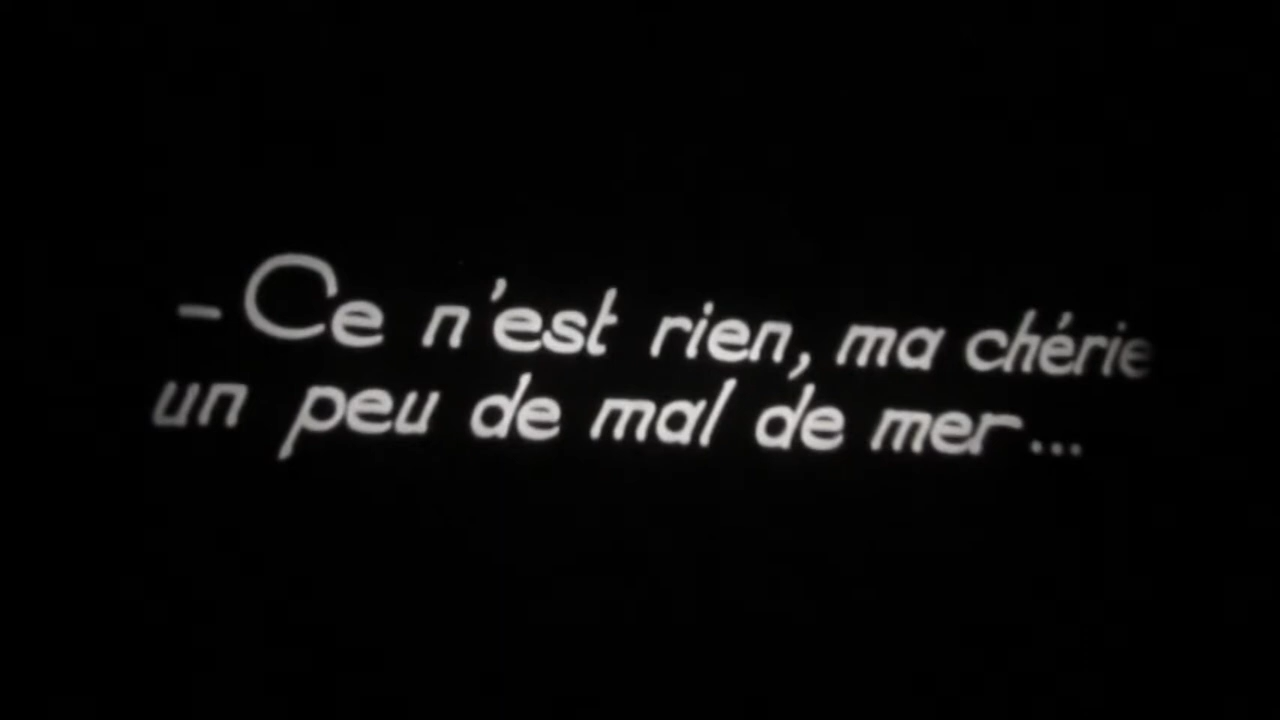 – Ce n'est rien, ma chérie
un peu de mal de mer...